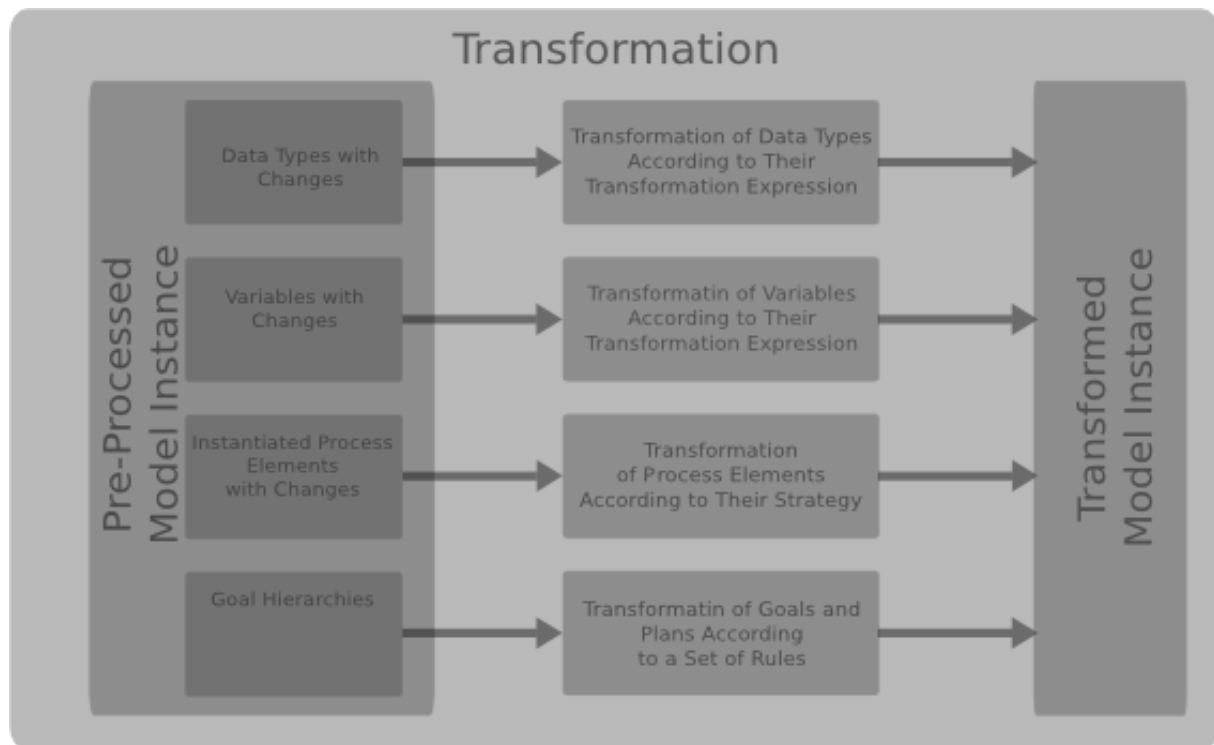 Transformation
Pre-Processed
Model Instance
Data Types with
Changes
Transformation of Data Types
According to Their
Transformation Expression
Variables with
Changes
Transformatin of Variables
According to Their
Transformation Expression
Instantiated Process
Elements
with Changes
Transformation
of Process Elements
According to Their Strategy
Goal Hierarchies
Transformatin of Goals and
Plans According
to a Set of Rules
Transformed
Model Instance